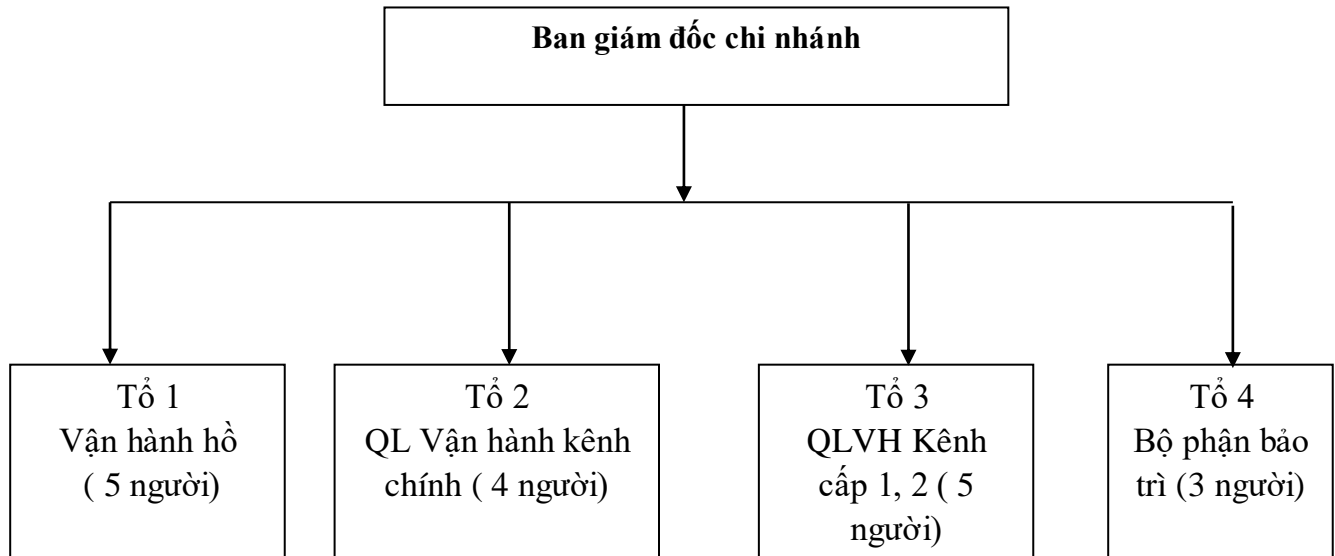 Ban giám đốc chi nhánh
Tổ 1
Vận hành hồ
( 5 người)
Tổ 2
QL Vận hành kênh
chính ( 4 người)
Tổ 3
QLVH Kênh
cấp 1, 2 ( 5
người)
Tổ 4
Bộ phận bảo
trì (3 người)